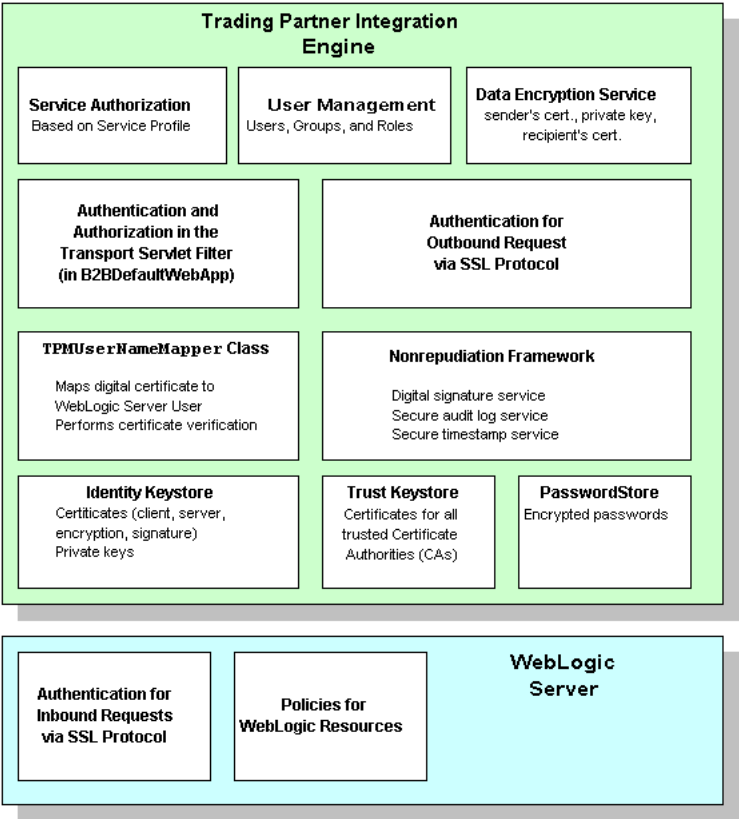 Trading Partner Integration
Engine
Service Authorization
Based on Service Profile
User Management
Users, Groups, and Roles
Data Encryption Service
sender's cert., private key,
recipient's cert.
Authentication and
Authorization in the
Transport Servlet Filter
(in B2BDefaultWebApp)
Authentication for
Outbound Request
via SSL Protocol
TPMUserNameMapper Class
Maps digital certificate to
WebLogic Server User
Performs certificate verification
Nonrepudiation Framework
Digital signature service
Secure audit log service
Secure timestamp service
Identity Keystore
Certiticates (client, server,
encryption, signature)
Private keys
Trust Keystore
Certificates for all
trusted Certificate
Authorities (CAs)
PasswordStore
Encrypted passwords
WebLogic
Server
Authentication for
Inbound Requests
via SSL Protocol
Policies for
WebLogic Resources